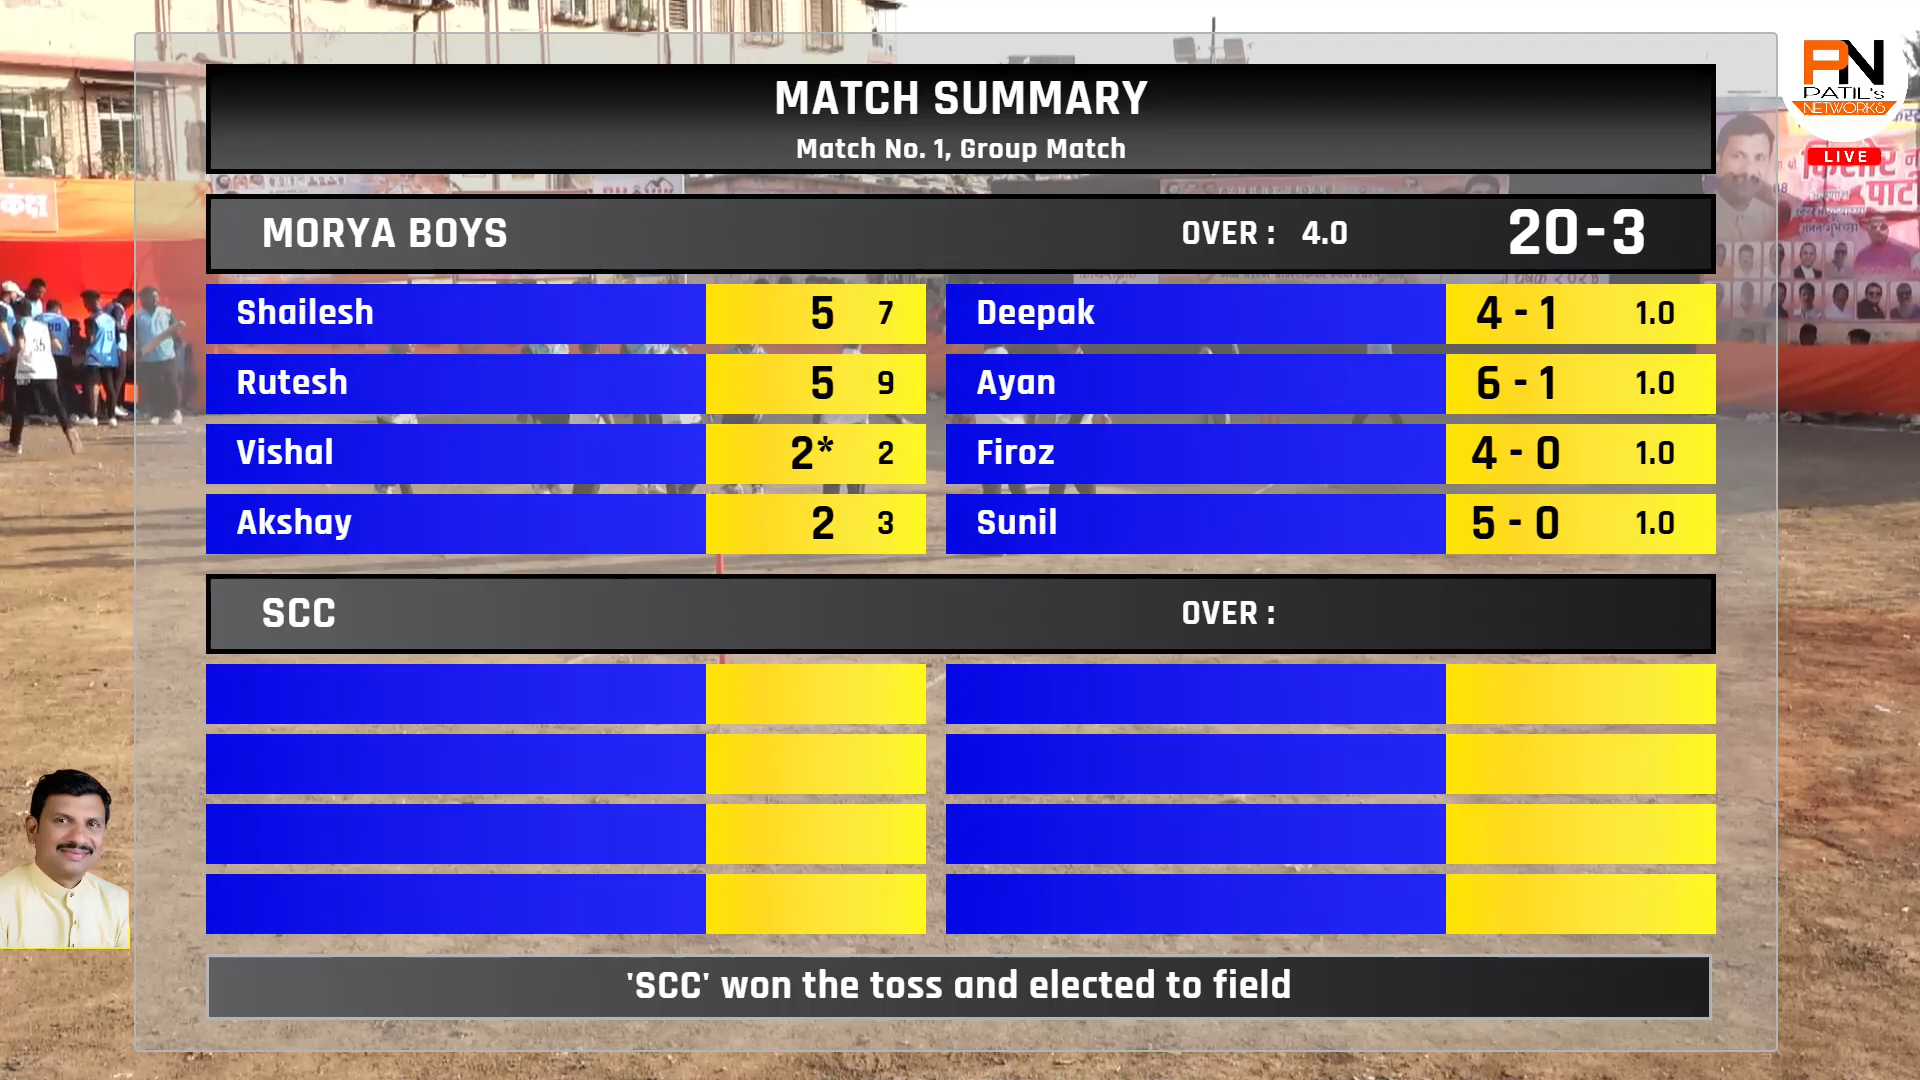 MATCH SUMMARY
Match No. 1, Group Match
PN
PATIL's
NETWORKS
LIVE
MORYA BOYS OVER : 4.0 20-3
Shailesh 5 7 Deepak 4 - 1 1.0
Rutesh 5 9 Ayan 6 - 1 1.0
Vishal 2* 2 Firoz 4 - 0 1.0
Akshay 2 3 Sunil 5 - 0 1.0
SCC OVER :
'SCC' won the toss and elected to field
किशोर
पाटी
कक्ष